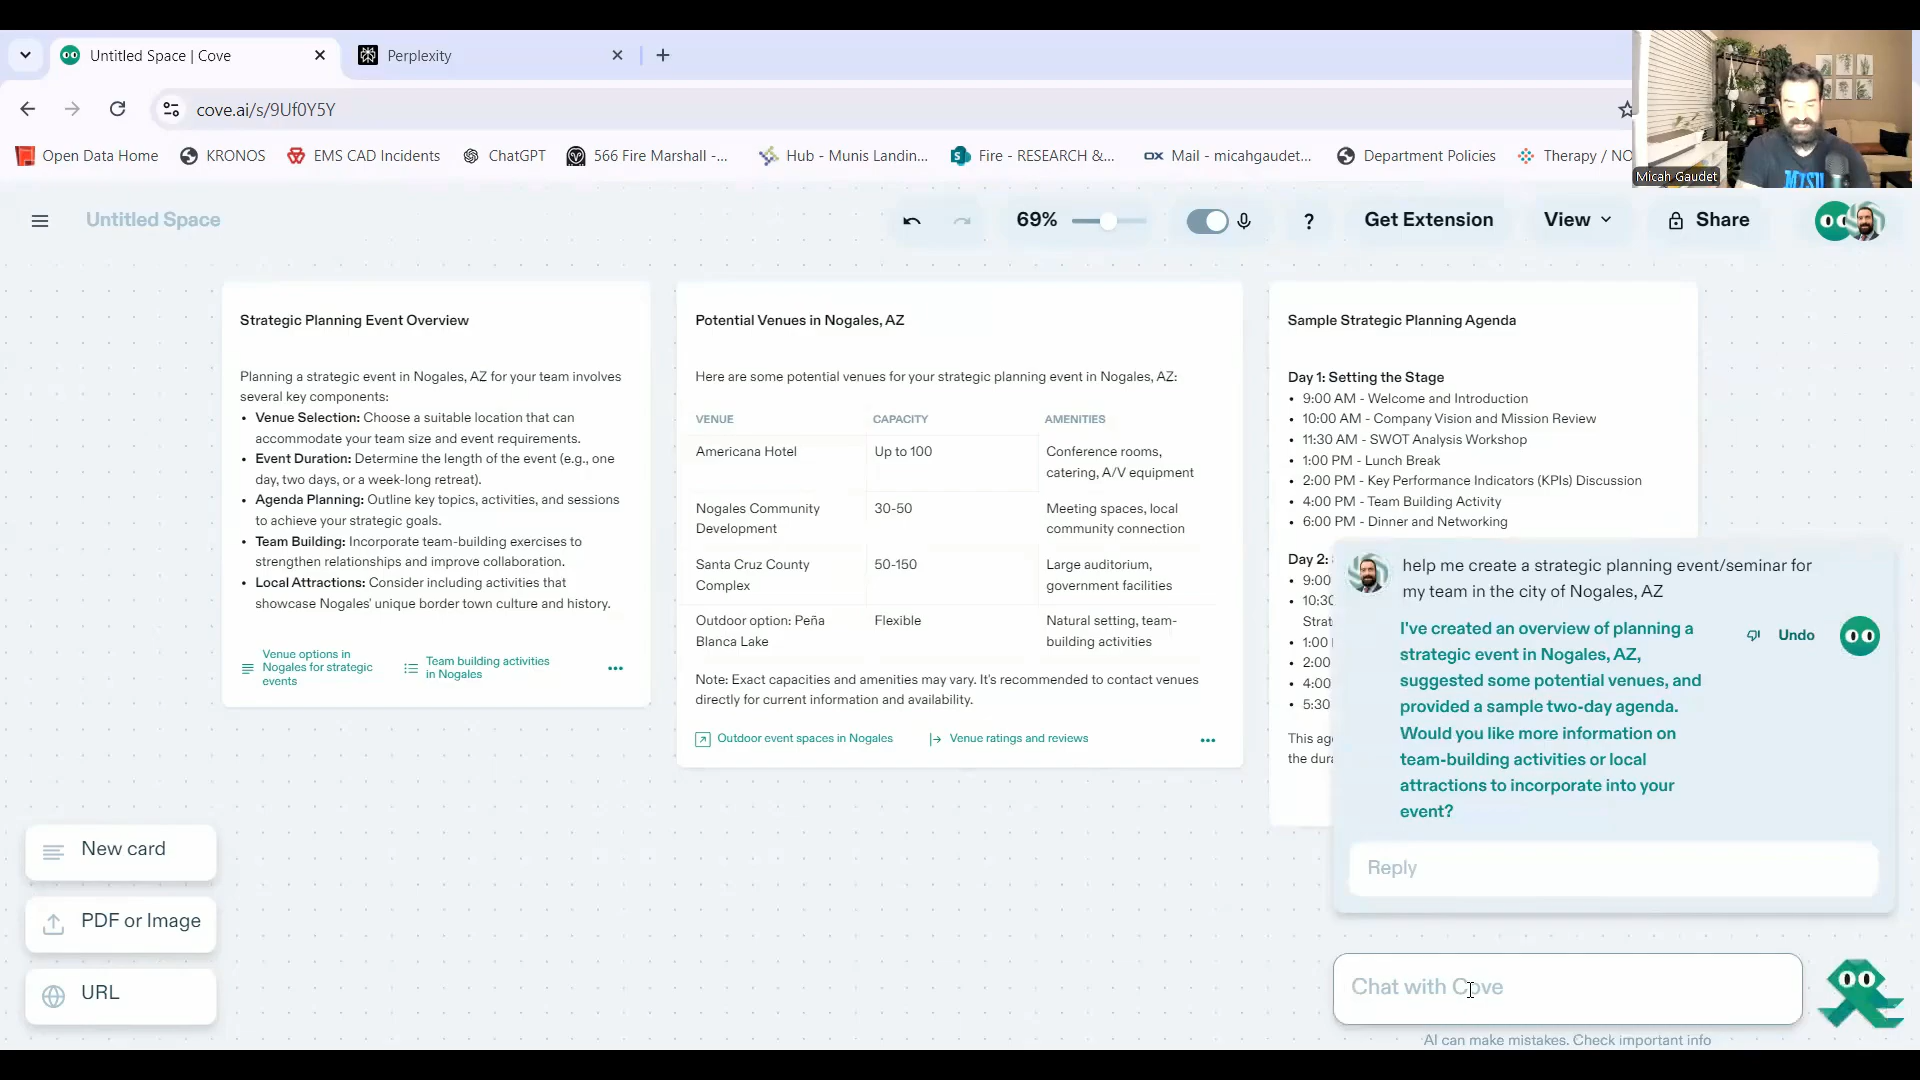 Untitled Space | Cove
Perplexity
cove.ai/s/9Uf0Y5Y
Open Data Home
KRONOS
EMS CAD Incidents
ChatGPT
566 Fire Marshall -...
Hub - Munis Landin...
Fire - RESEARCH &...
Mail - micahgaudet...
Department Policies
Therapy / NO
Micah Gaudet
Untitled Space
69%
?
Get Extension
View
Share
Strategic Planning Event Overview
Planning a strategic event in Nogales, AZ for your team involves
several key components:
• Venue Selection: Choose a suitable location that can
accommodate your team size and event requirements.
• Event Duration: Determine the length of the event (e.g., one
day, two days, or a week-long retreat).
• Agenda Planning: Outline key topics, activities, and sessions
to achieve your strategic goals.
• Team Building: Incorporate team-building exercises to
strengthen relationships and improve collaboration.
• Local Attractions: Consider including activities that
showcase Nogales' unique border town culture and history.
Venue options in
Nogales for strategic
events
Team building activities
in Nogales
Potential Venues in Nogales, AZ
Here are some potential venues for your strategic planning event in Nogales, AZ:
VENUE CAPACITY AMENITIES
Americana Hotel Up to 100 Conference rooms,
catering, A/V equipment
Nogales Community 30-50 Meeting spaces, local
Development community connection
Santa Cruz County 50-150 Large auditorium,
Complex government facilities
Outdoor option: Peña Flexible Natural setting, team-
Blanca Lake building activities
Note: Exact capacities and amenities may vary. It's recommended to contact venues
directly for current information and availability.
Outdoor event spaces in Nogales
Venue ratings and reviews
Sample Strategic Planning Agenda
Day 1: Setting the Stage
• 9:00 AM - Welcome and Introduction
• 10:00 AM - Company Vision and Mission Review
• 11:30 AM - SWOT Analysis Workshop
• 1:00 PM - Lunch Break
• 2:00 PM - Key Performance Indicators (KPIs) Discussion
• 4:00 PM - Team Building Activity
• 6:00 PM - Dinner and Networking
Day 2:
• 9:00
• 10:30
Strat
• 1:00
• 2:00
• 4:00
• 5:30
This age
the dura
help me create a strategic planning event/seminar for
my team in the city of Nogales, AZ
I've created an overview of planning a
strategic event in Nogales, AZ,
suggested some potential venues, and
provided a sample two-day agenda.
Would you like more information on
team-building activities or local
attractions to incorporate into your
event?
Undo
Reply
Chat with Cove
AI can make mistakes. Check important info
New card
PDF or Image
URL